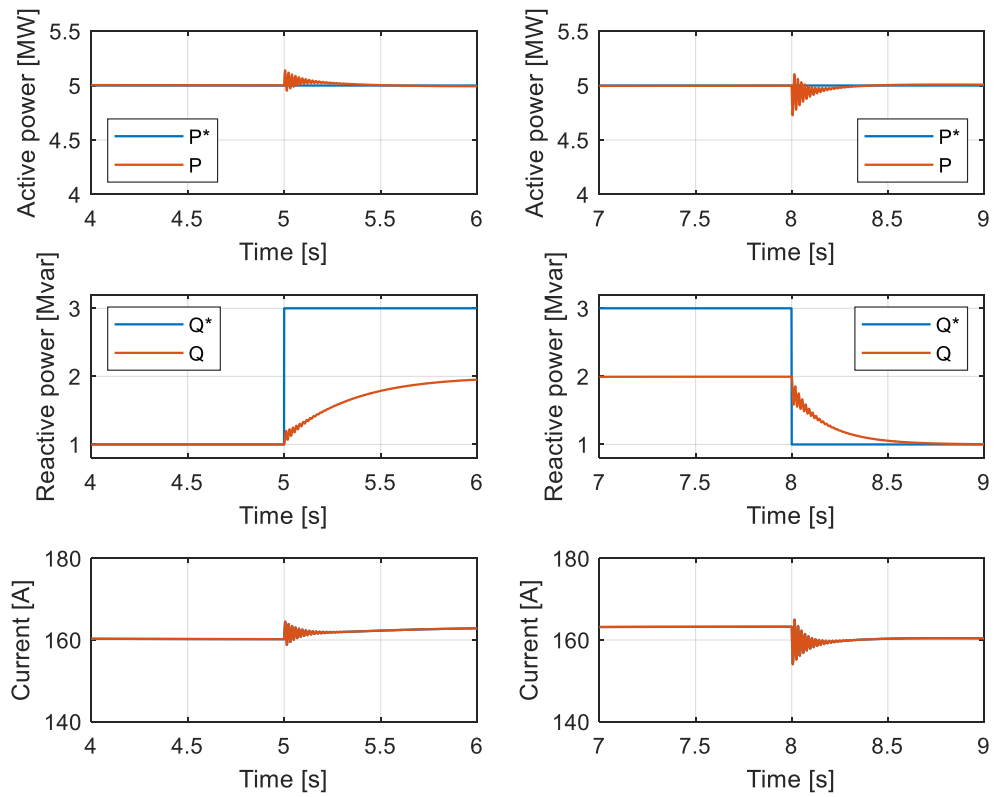 Active power [MW]
5.5
5
4.5
4
P*
P
4
4.5
5
5.5
6
Time [s]
Active power [MW]
5.5
5
4.5
4
P*
P
7
7.5
8
8.5
9
Time [s]
Reactive power [Mvar]
3
2
1
Q*
Q
4
4.5
5
5.5
6
Time [s]
Reactive power [Mvar]
3
2
1
Q*
Q
7
7.5
8
8.5
9
Time [s]
Current [A]
180
160
140
4
4.5
5
5.5
6
Time [s]
Current [A]
180
160
140
7
7.5
8
8.5
9
Time [s]